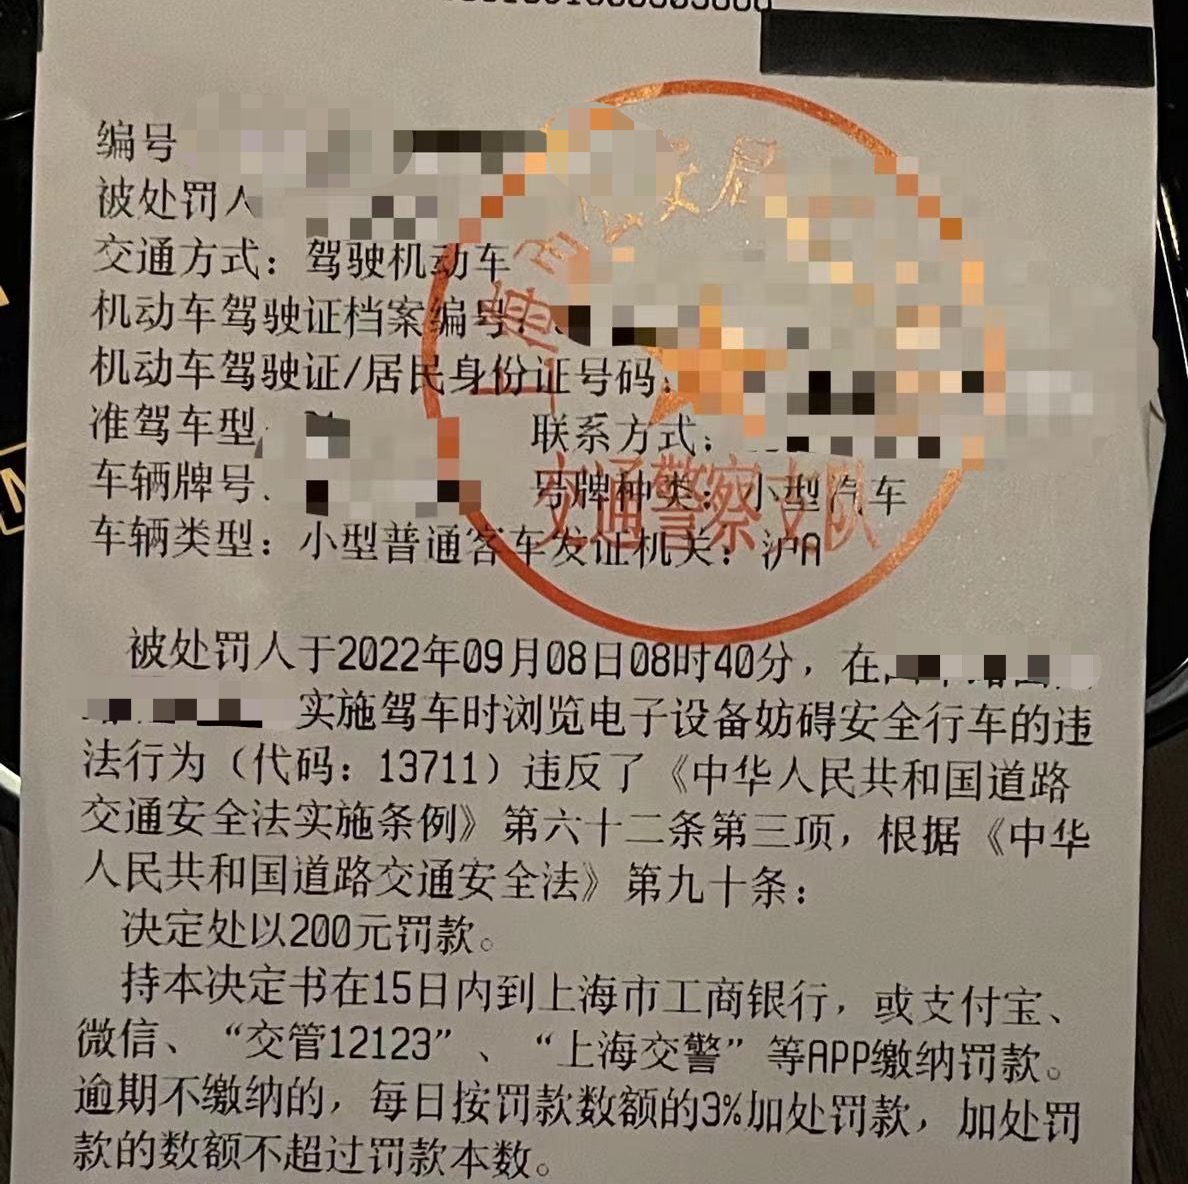 编号
被处罚人
交通方式：驾驶机动车
机动车驾驶证档案编号：
机动车驾驶证/居民身份证号码：
准驾车型 联系方式：
车辆牌号 号牌种类：小型汽车
车辆类型：小型普通客车发证机关：沪A
交通警察支队
被处罚人于2022年09月08日08时40分，在
实施驾车时浏览电子设备妨碍安全行车的违
法行为（代码：13711）违反了《中华人民共和国道路
交通安全法实施条例》第六十二条第三项，根据《中华
人民共和国道路交通安全法》第九十条：
决定处以200元罚款。
持本决定书在15日内到上海市工商银行，或支付宝、
微信、“交管12123”、“上海交警”等APP缴纳罚款。
逾期不缴纳的，每日按罚款数额的3%加处罚款，加处罚
款的数额不超过罚款本数。